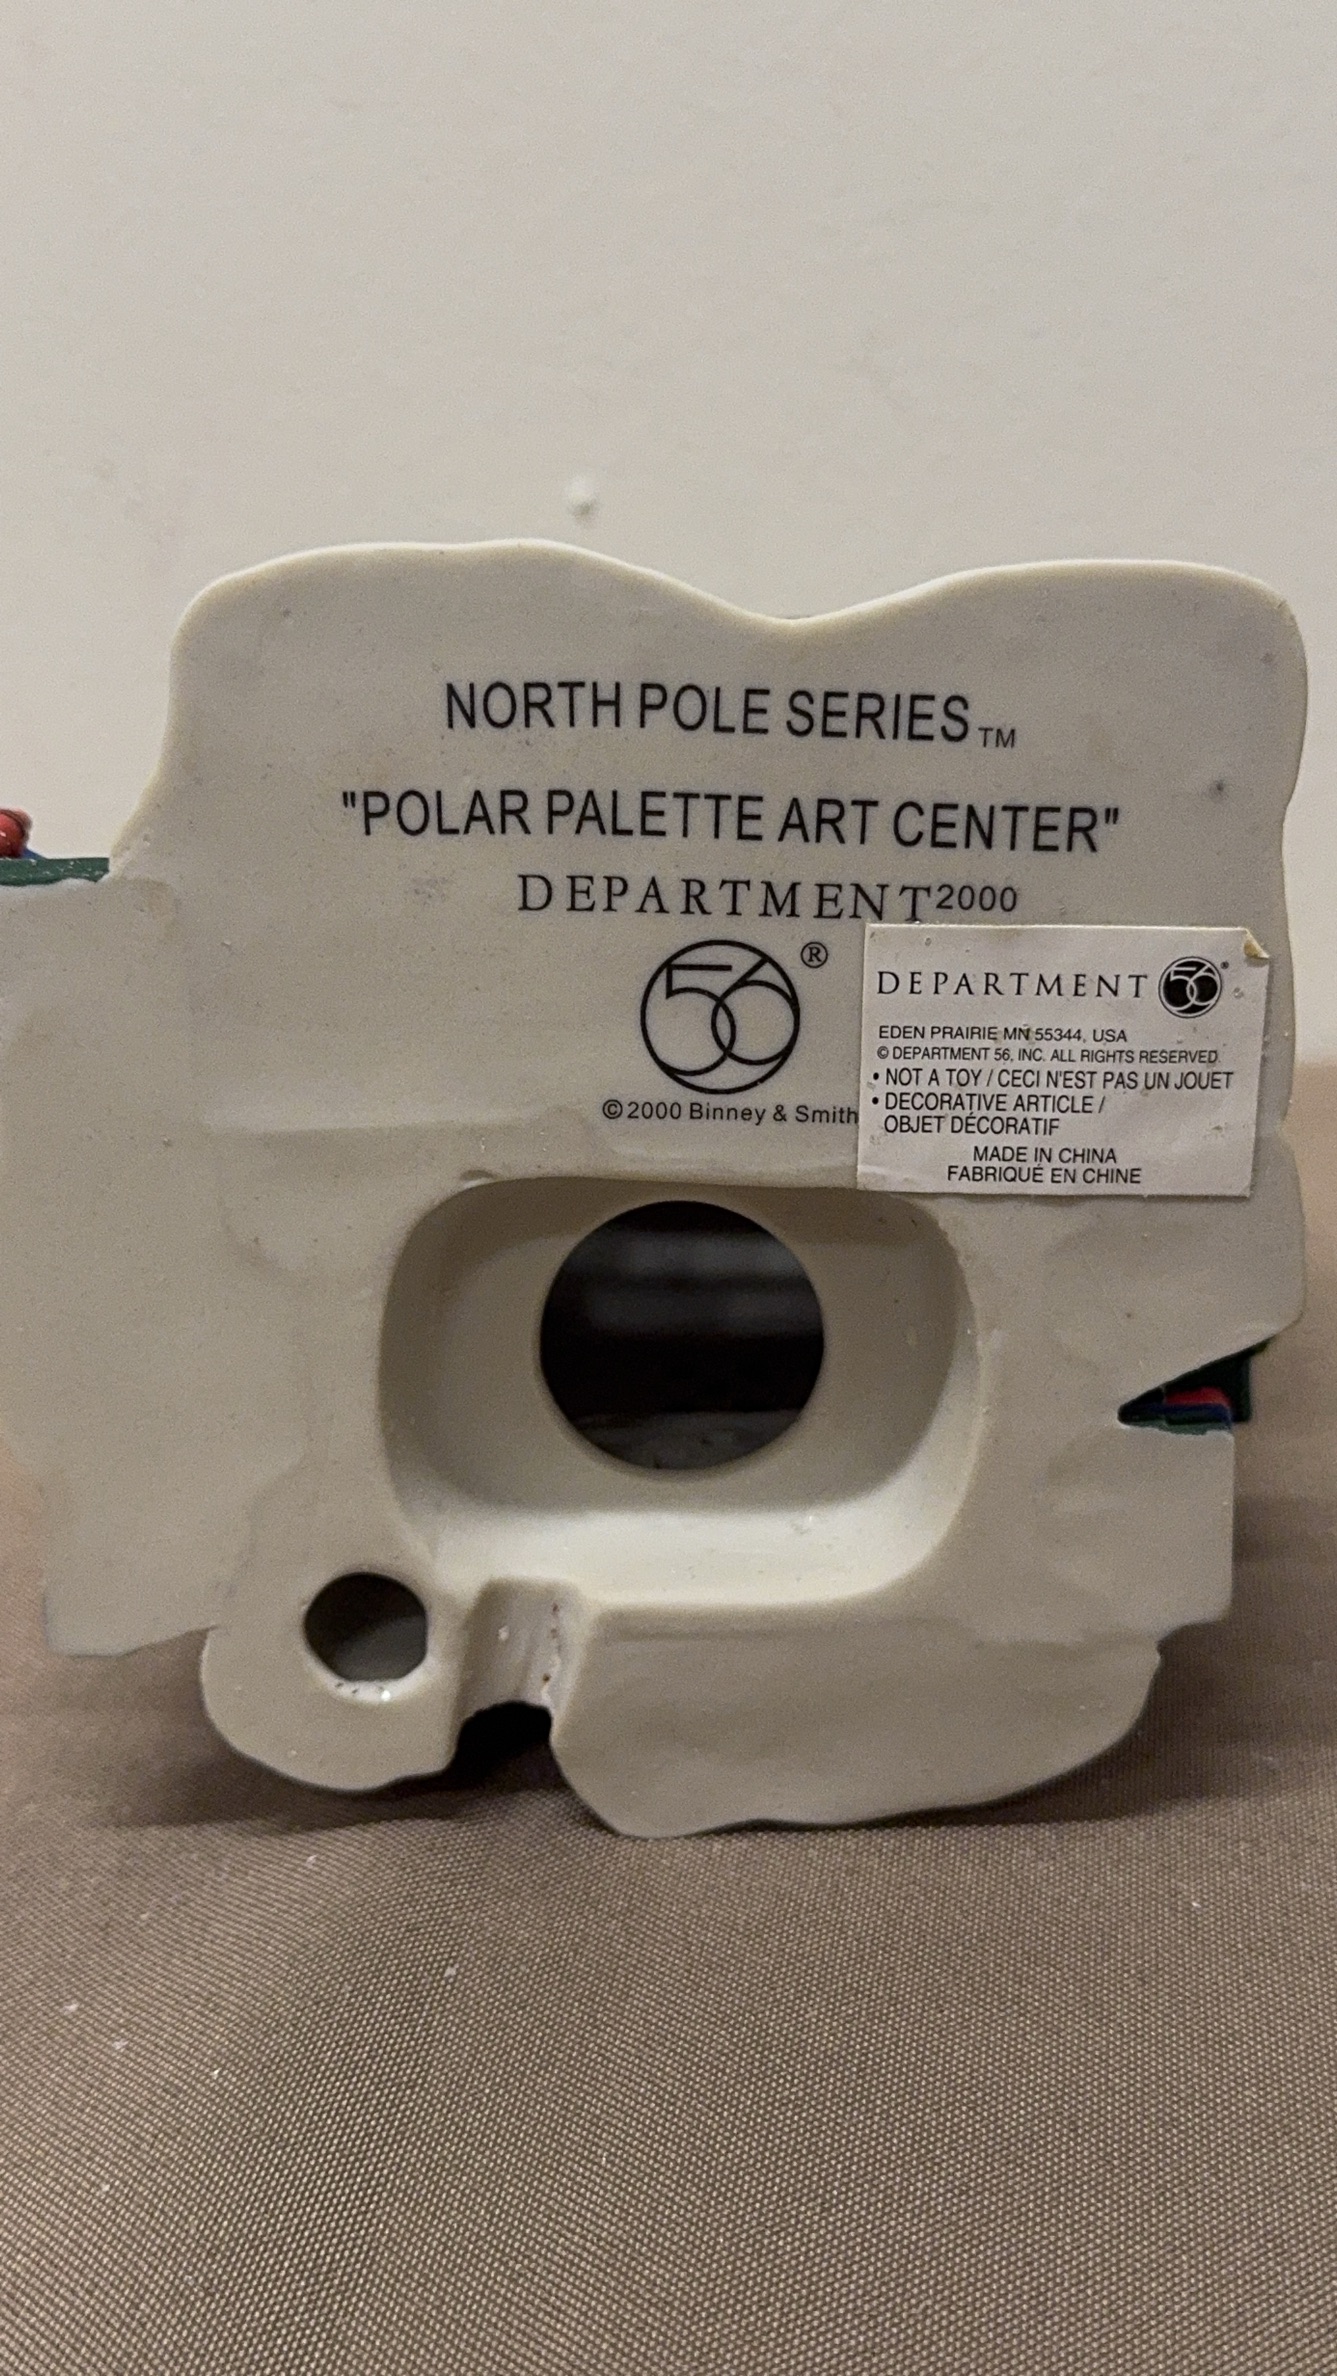 NORTH POLE SERIES™
"POLAR PALETTE ART CENTER"
DEPARTMENT 2000
56®
©2000 Binney & Smith
DEPARTMENT 56®
EDEN PRAIRIE MN 55344, USA
© DEPARTMENT 56, INC. ALL RIGHTS RESERVED.
• NOT A TOY / CECI N'EST PAS UN JOUET
• DECORATIVE ARTICLE /
OBJET DÉCORATIF
MADE IN CHINA
FABRIQUÉ EN CHINE